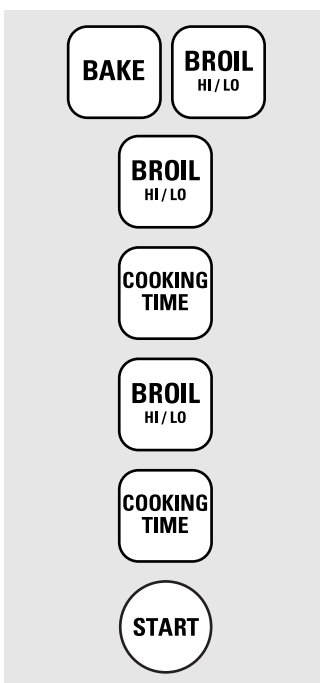 BAKE BROIL
HI / LO
BROIL
HI / LO
COOKING
TIME
BROIL
HI / LO
COOKING
TIME
START